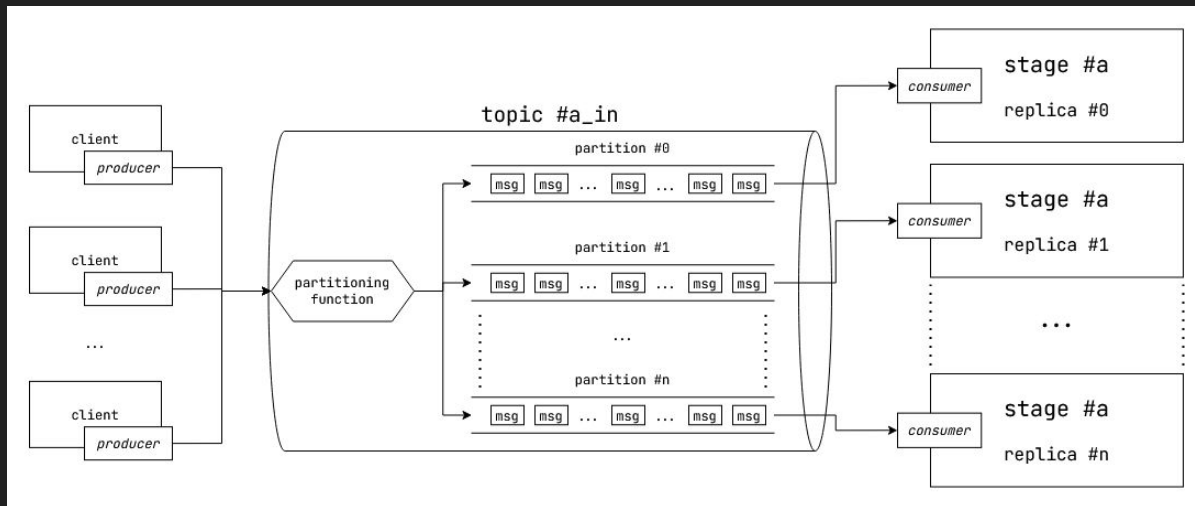 client
producer
client
producer
...
client
producer
topic #a_in
partitioning
function
partition #0
msg msg ... msg ... msg msg
partition #1
msg msg ... msg ... msg msg
...
partition #n
msg msg ... msg ... msg msg
consumer
stage #a
replica #0
consumer
stage #a
replica #1
...
consumer
stage #a
replica #n